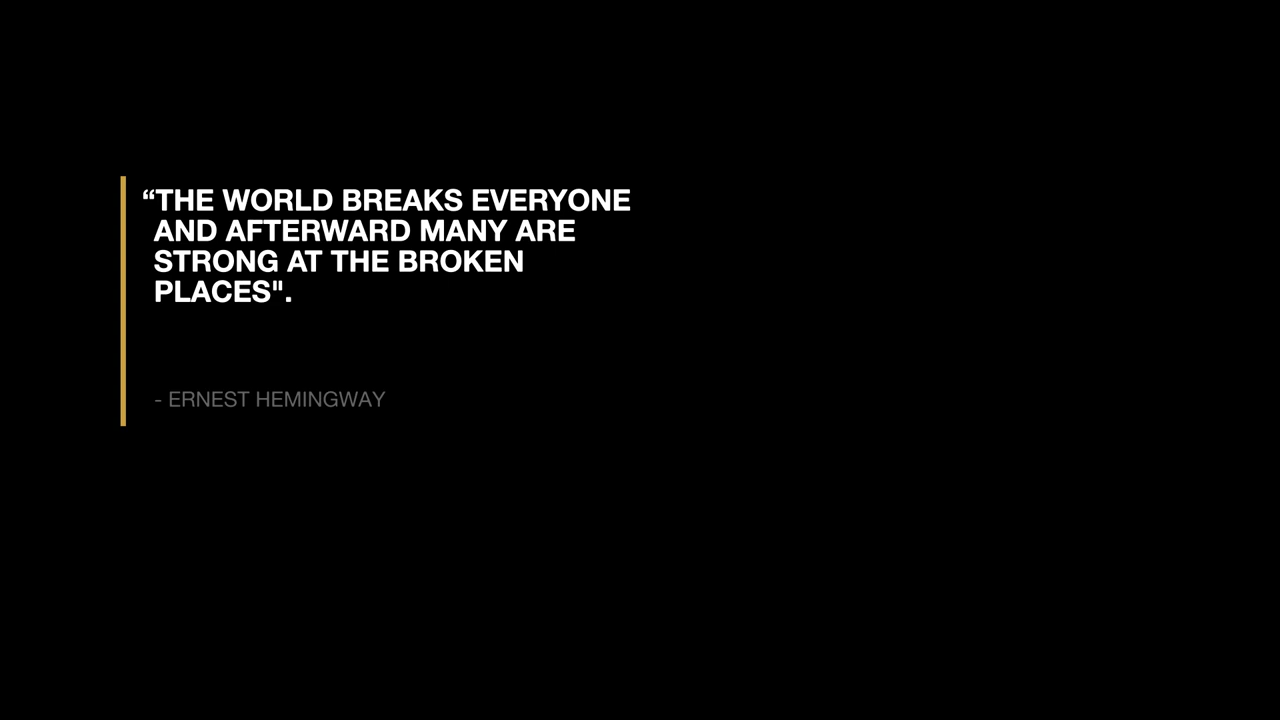 “THE WORLD BREAKS EVERYONE
AND AFTERWARD MANY ARE
STRONG AT THE BROKEN
PLACES".
- ERNEST HEMINGWAY